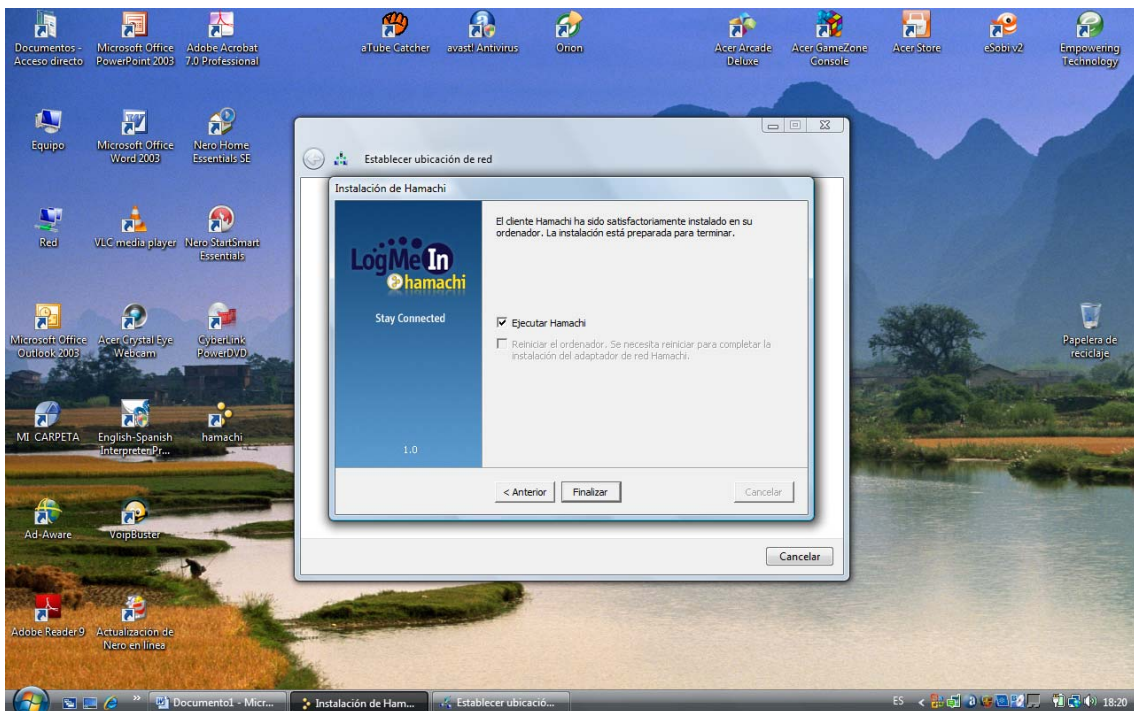 Documentos -
Acceso directo
Microsoft Office
PowerPoint 2003
Adobe Acrobat
7.0 Professional
aTube Catcher
avast! Antivirus
Orion
Acer Arcade
Deluxe
Acer GameZone
Console
Acer Store
eSobi v2
Empowering
Technology
Equipo
Microsoft Office
Word 2003
Nero Home
Essentials SE
Red
VLC media player
Nero StartSmart
Essentials
Microsoft Office
Outlook 2003
Acer Crystal Eye
Webcam
CyberLink
PowerDVD
MI CARPETA
English-Spanish
InterpreterPr...
hamachi
Ad-Aware
VoipBuster
Adobe Reader 9
Actualización de
Nero en línea
Papelera de
reciclaje
Establecer ubicación de red
Instalación de Hamachi
LogMeIn
hamachi
Stay Connected
1.0
El cliente Hamachi ha sido satisfactoriamente instalado en su
ordenador. La instalación está preparada para terminar.
Ejecutar Hamachi
Reiniciar el ordenador. Se necesita reiniciar para completar la
instalación del adaptador de red Hamachi.
< Anterior
Finalizar
Cancelar
Cancelar
Documento1 - Micr...
Instalación de Ham...
Establecer ubicació...
ES
18:20